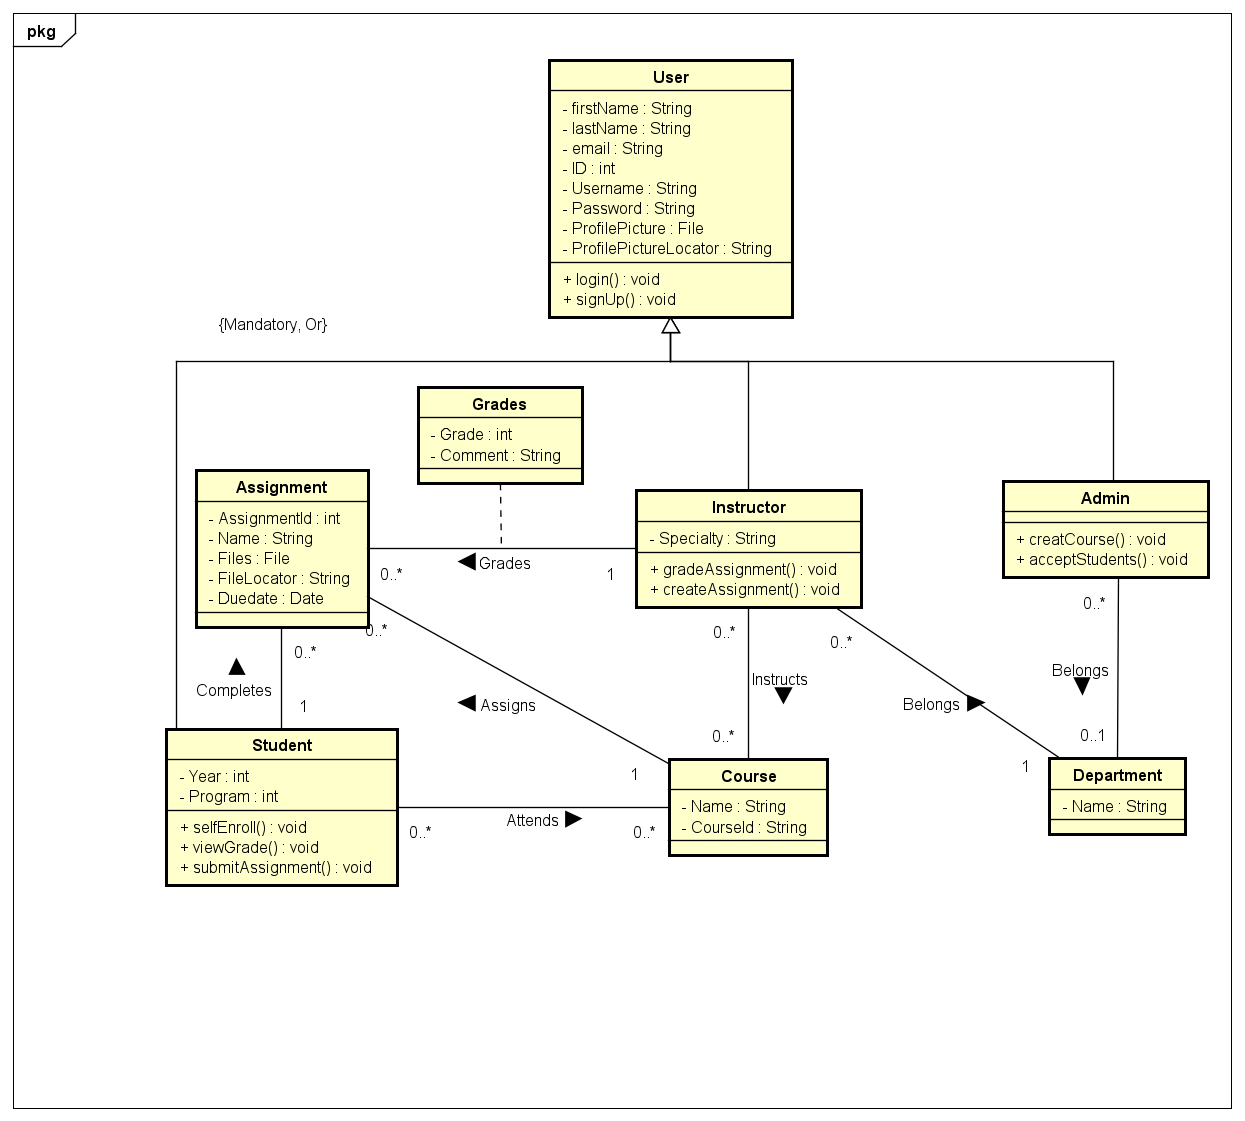 pkg
User
- firstName : String
- lastName : String
- email : String
- ID : int
- Username : String
- Password : String
- ProfilePicture : File
- ProfilePictureLocator : String
+ login() : void
+ signUp() : void
{Mandatory, Or}
Grades
- Grade : int
- Comment : String
Assignment
- AssignmentId : int
- Name : String
- Files : File
- FileLocator : String
- Duedate : Date
Instructor
- Specialty : String
+ gradeAssignment() : void
+ createAssignment() : void
Admin
+ creatCourse() : void
+ acceptStudents() : void
Grades
0..*
1
0..*
0..*
Completes
1
Assigns
1
0..*
Instructs
0..*
0..*
Belongs
1
0..*
Belongs
0..1
Student
- Year : int
- Program : int
+ selfEnroll() : void
+ viewGrade() : void
+ submitAssignment() : void
Attends
0..*
0..*
Course
- Name : String
- CourseId : String
Department
- Name : String